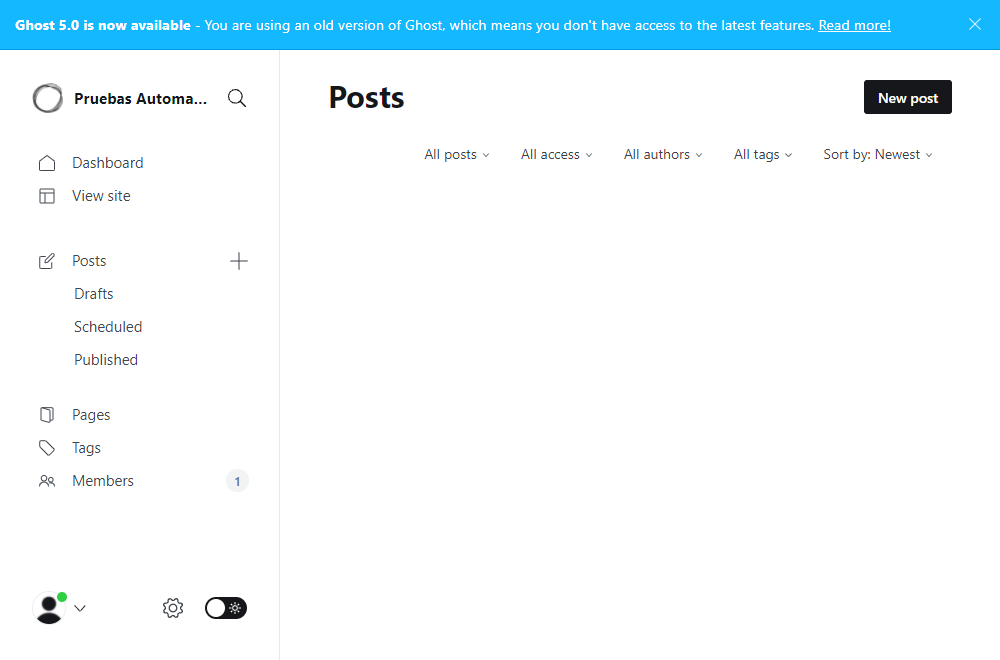 Ghost 5.0 is now available - You are using an old version of Ghost, which means you don't have access to the latest features. Read more!
Pruebas Automa...
Dashboard
View site
Posts
Drafts
Scheduled
Published
Pages
Tags
Members 1
Posts
New post
All posts All access All authors All tags Sort by: Newest